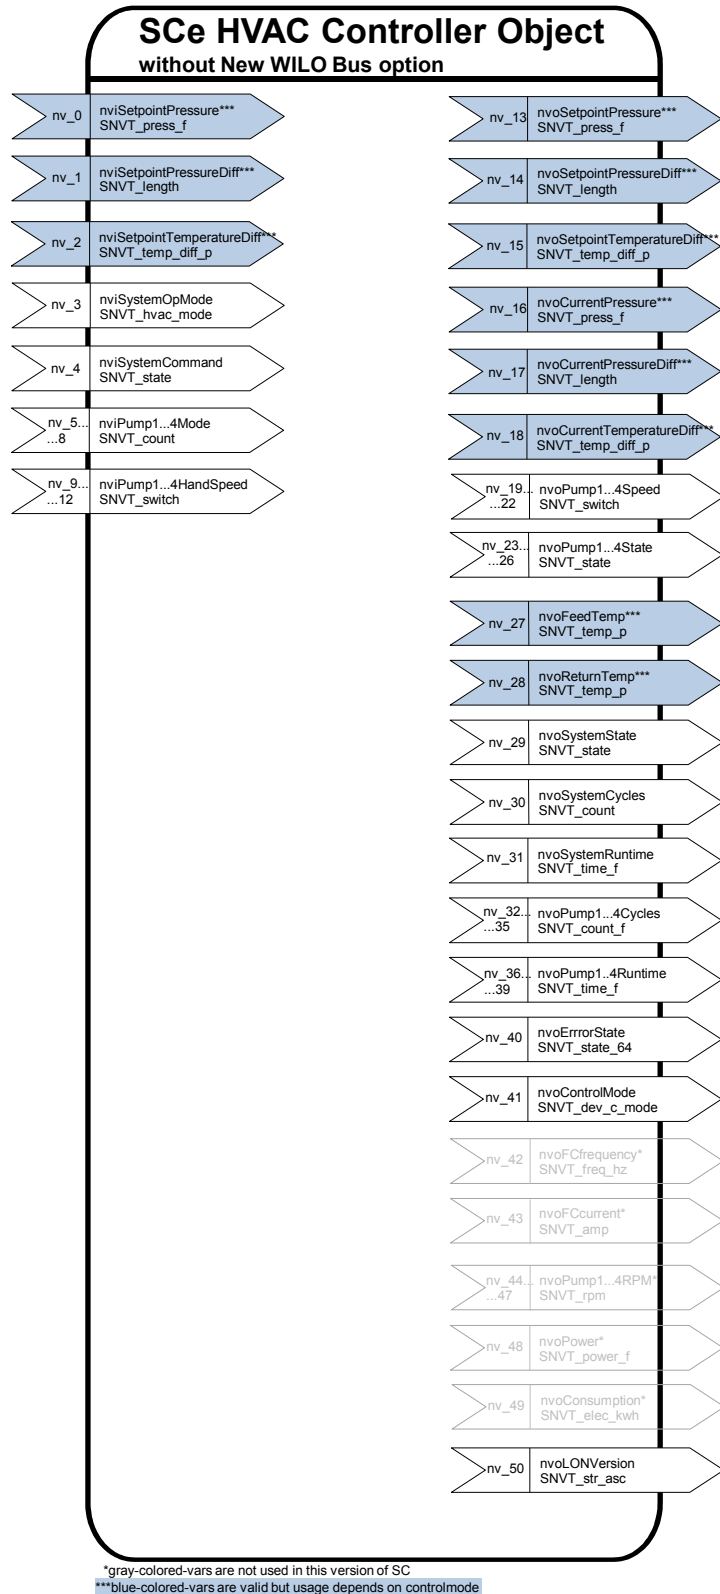 SCe HVAC Controller Object
without New WILO Bus option
nv_0
nviSetpointPressure***
SNVT_press_f
nv_1
nviSetpointPressureDiff***
SNVT_length
nv_2
nviSetpointTemperatureDiff***
SNVT_temp_diff_p
nv_3
nviSystemOpMode
SNVT_hvac_mode
nv_4
nviSystemCommand
SNVT_state
nv_5...
...8
nviPump1...4Mode
SNVT_count
nv_9...
...12
nviPump1...4HandSpeed
SNVT_switch
nv_13
nvoSetpointPressure***
SNVT_press_f
nv_14
nvoSetpointPressureDiff***
SNVT_length
nv_15
nvoSetpointTemperatureDiff***
SNVT_temp_diff_p
nv_16
nvoCurrentPressure***
SNVT_press_f
nv_17
nvoCurrentPressureDiff***
SNVT_length
nv_18
nvoCurrentTemperatureDiff***
SNVT_temp_diff_p
nv_19...
...22
nvoPump1...4Speed
SNVT_switch
nv_23...
...26
nvoPump1...4State
SNVT_state
nv_27
nvoFeedTemp***
SNVT_temp_p
nv_28
nvoReturnTemp***
SNVT_temp_p
nv_29
nvoSystemState
SNVT_state
nv_30
nvoSystemCycles
SNVT_count
nv_31
nvoSystemRuntime
SNVT_time_f
nv_32...
...35
nvoPump1...4Cycles
SNVT_count_f
nv_36...
...39
nvoPump1..4Runtime
SNVT_time_f
nv_40
nvoErrrorState
SNVT_state_64
nv_41
nvoControlMode
SNVT_dev_c_mode
nv_42
nvoFCfrequency*
SNVT_freq_hz
nv_43
nvoFCcurrent*
SNVT_amp
nv_44...
...47
nvoPump1...4RPM*
SNVT_rpm
nv_48
nvoPower*
SNVT_power_f
nv_49
nvoConsumption*
SNVT_elec_kwh
nv_50
nvoLONVersion
SNVT_str_asc
*gray-colored-vars are not used in this version of SC
***blue-colored-vars are valid but usage depends on controlmode